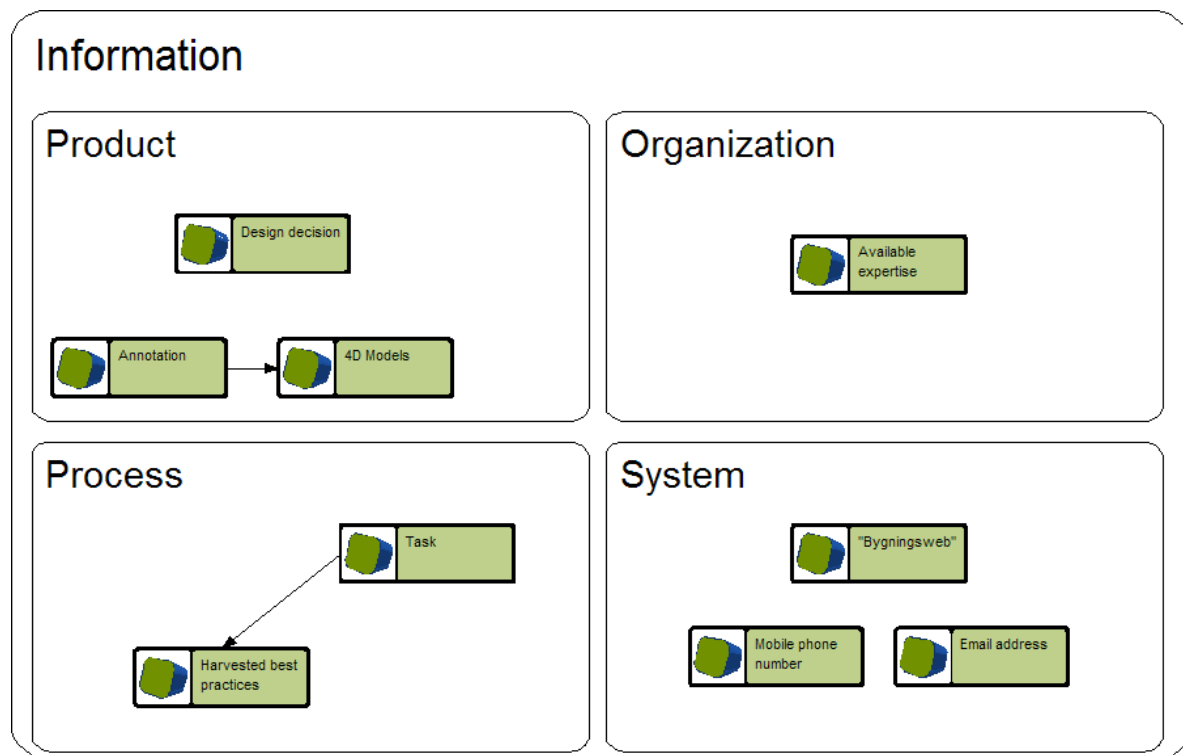 Information
Product
Design decision
Annotation
4D Models
Organization
Available
expertise
Process
Task
Harvested best
practices
System
"Bygningsweb"
Mobile phone
number
Email address